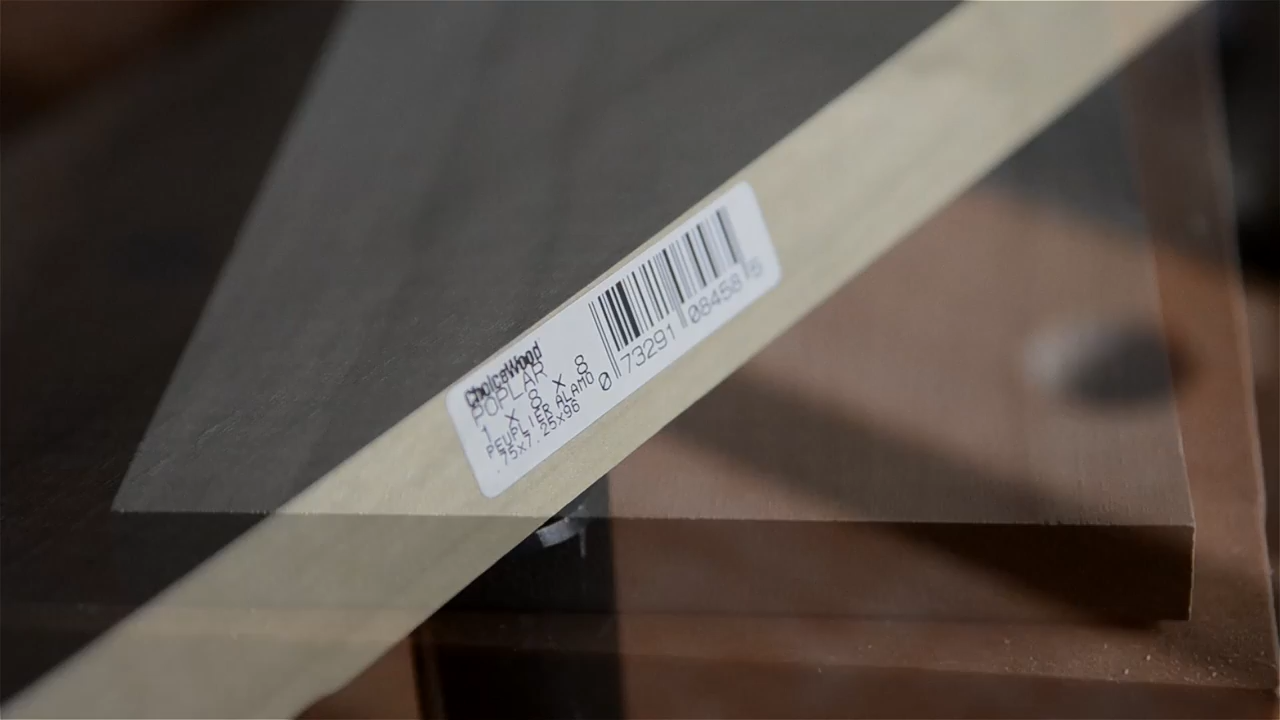 ChoiceWood
POPLAR
1 x 8 x 8
PEUPLIER ALAMO
.75x7.25x96
0 73291 08458 5